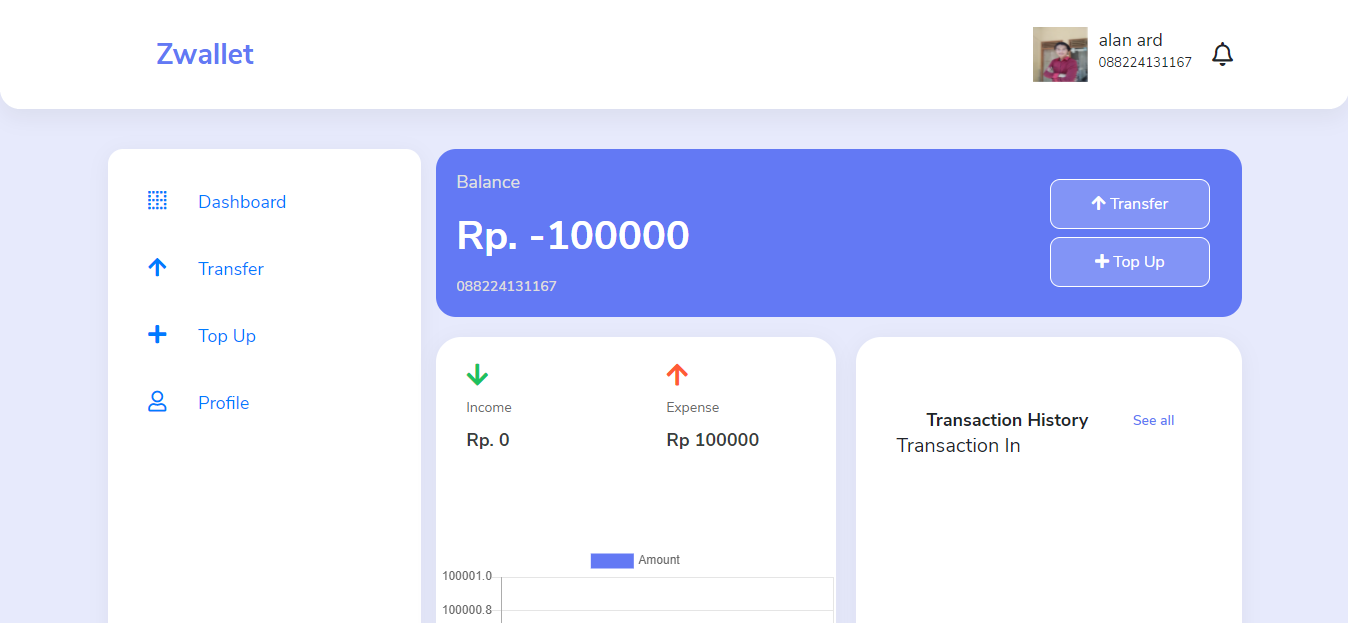 Zwallet
alan ard
088224131167
Dashboard
Transfer
Top Up
Profile
Balance
Rp. -100000
088224131167
Transfer
Top Up
Income
Rp. 0
Expense
Rp 100000
Amount
100001.0
100000.8
Transaction History
See all
Transaction In